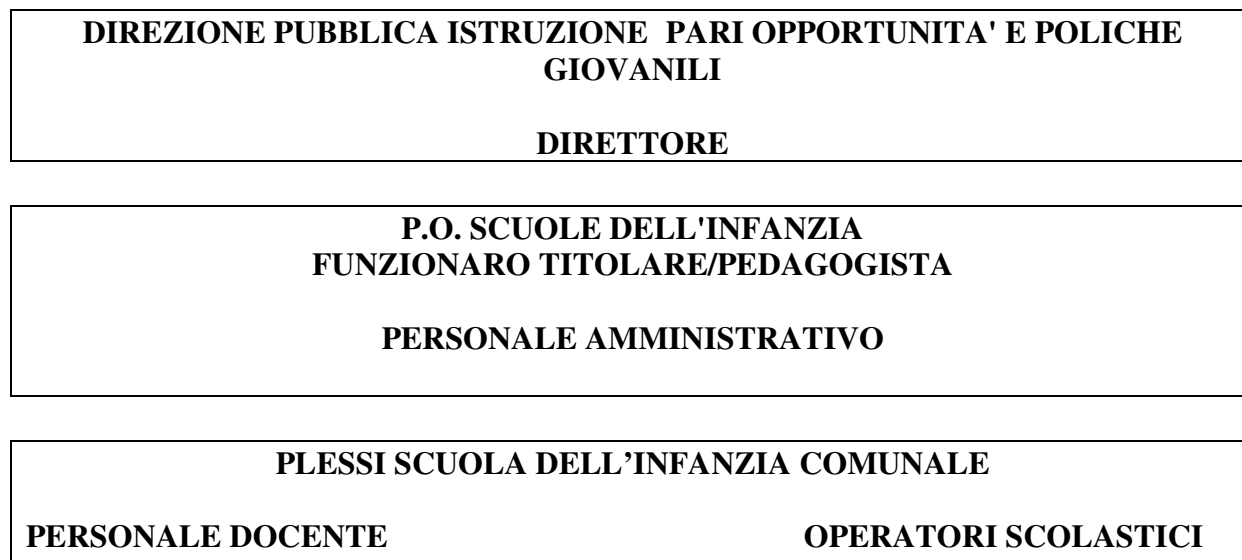 DIREZIONE PUBBLICA ISTRUZIONE  PARI OPPORTUNITA' E POLICHE
GIOVANILI
DIRETTORE
P.O. SCUOLE DELL'INFANZIA
FUNZIONARO TITOLARE/PEDAGOGISTA
PERSONALE AMMINISTRATIVO
PLESSI SCUOLA DELL’INFANZIA COMUNALE
PERSONALE DOCENTE OPERATORI SCOLASTICI